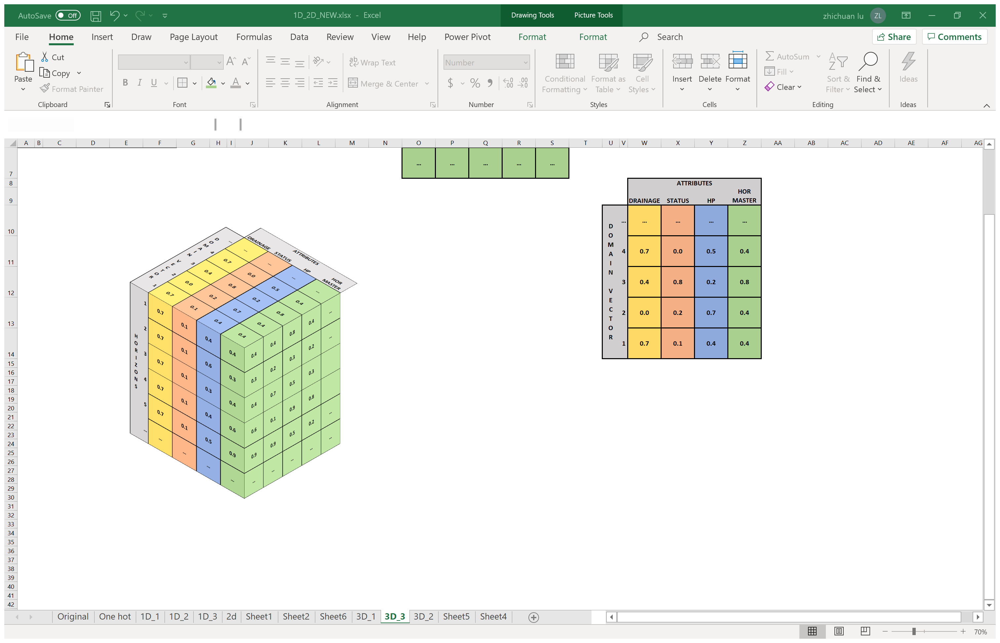 AutoSave Off 1D_2D_NEW.xlsx - Excel Drawing Tools Picture Tools zhichuan lu ZL
File Home Insert Draw Page Layout Formulas Data Review View Help Power Pivot Format Format Search Share Comments
Paste Cut Copy Format Painter
Clipboard
B I U A A A
Font
ab Wrap Text
Merge & Center
Alignment
Number
$ % , .00 .00
Number
Conditional Formatting Format as Table Cell Styles
Styles
Insert Delete Format
Cells
AutoSum
Fill
Clear
Sort & Filter Find & Select
Editing
Ideas
Ideas
A B C D E F G H I J K L M N O P Q R S T U V W X Y Z AA AB AC AD AE AF AG
7 ... ... ... ... ...
8 ATTRIBUTES
9 DRAINAGE STATUS HP HOR MASTER
10 ... ... ... ... ...
11 4 0.7 0.0 0.5 0.4
12 3 0.4 0.8 0.2 0.8
13 2 0.0 0.2 0.7 0.4
14 1 0.7 0.1 0.4 0.4
DOMAIN VECTOR
15
16
17
18
19
20
21
22
23
24
25
26
27
28
29
30
31
32
33
34
35
36
37
38
39
40
41
42
DOMAIN VECTOR
1 2 3 4 ...
ATTRIBUTES
DRAINAGE STATUS HP HOR MASTER
0.7 0.0 0.4 0.7 ...
0.1 0.2 0.8 0.0 ...
0.4 0.7 0.2 0.5 ...
0.4 0.4 0.8 0.4 ...
HORIZONS
1 0.7 0.1 0.4 0.4
2 0.7 0.1 0.6 0.3
3 0.7 0.1 0.3 0.4
4 0.7 0.1 0.4 0.6
5 0.7 0.1 0.5 0.9
... ... ... ... ...
0.4 0.4 0.8 0.4 ...
0.3 0.2 0.3 0.2 ...
0.4 0.7 0.5 0.3
0.6 0.1 0.9 0.8 ...
0.9 0.9 0.5 0.2 ...
... ... ... ...
Original One hot 1D_1 1D_2 1D_3 2d Sheet1 Sheet2 Sheet6 3D_1 3D_3 3D_2 Sheet5 Sheet4
70%